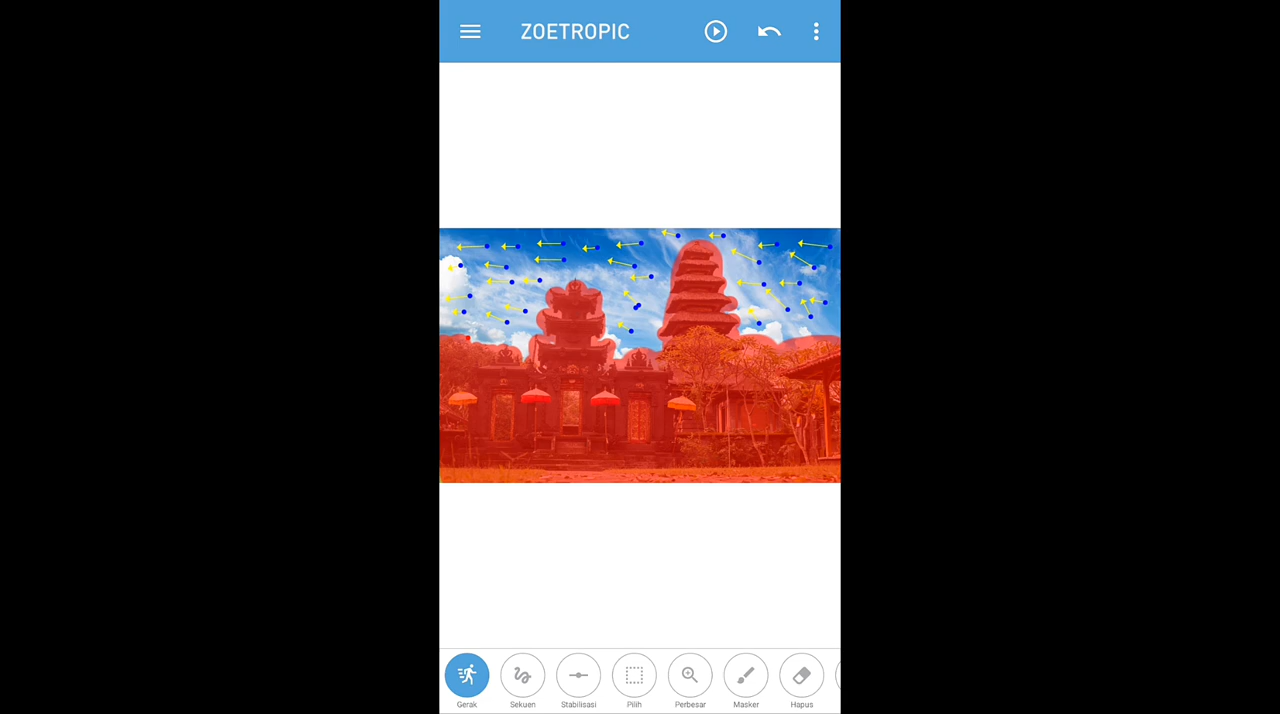 ZOETROPIC
Gerak
Sekuen
Stabilisasi
Pilih
Perbesar
Masker
Hapus